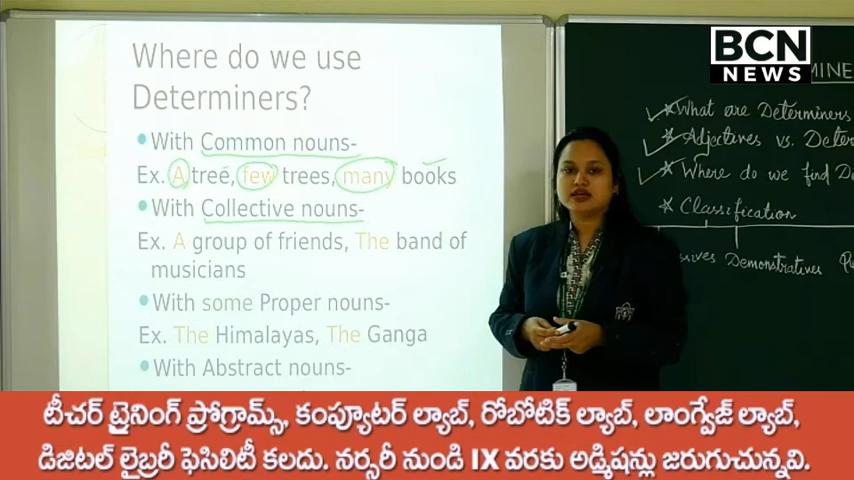 Where do we use
Determiners?
•With Common nouns-
Ex. A tree, few trees, many books
•With Collective nouns-
Ex. A group of friends, The band of
musicians
•With some Proper nouns-
Ex. The Himalayas, The Ganga
•With Abstract nouns-
BCN
NEWS
What are Determiners
Adjectives vs.
Where do we find
Classification
Demonstratives
టీచర్ ట్రైనింగ్ ప్రోగ్రామ్స్, కంప్యూటర్ ల్యాబ్, రోబోటిక్ ల్యాబ్, లాంగ్వేజ్ ల్యాబ్,
డిజిటల్ లైబ్రరీ ఫెసిలిటీ కలదు. నర్సరీ నుండి IX వరకు అడ్మిషన్లు జరుగుచున్నవి.